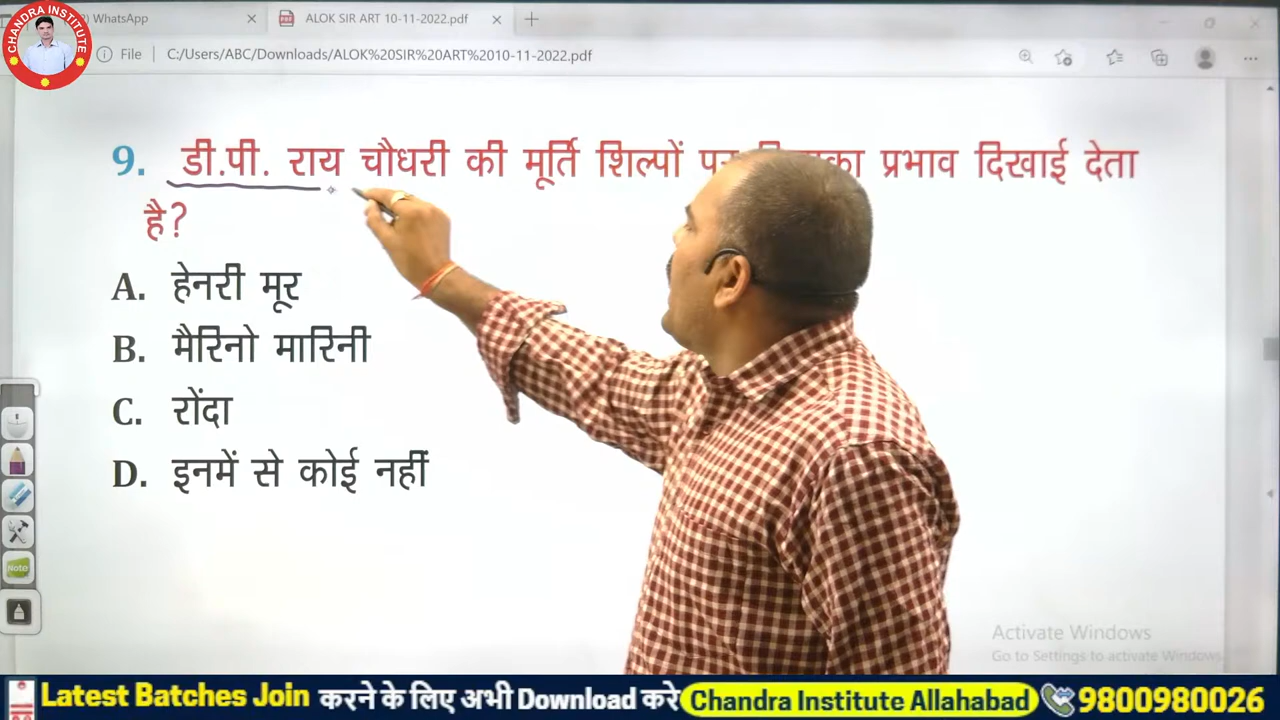 CHANDRA INSTITUTE
WhatsApp
ALOK SIR ART 10-11-2022.pdf
File
C:/Users/ABC/Downloads/ALOK%20SIR%20ART%2010-11-2022.pdf
9. डी.पी. राय चौधरी की मूर्ति शिल्पों प्रभाव दिखाई देता
है?
A. हेनरी मूर
B. मैरिनो मारिनी
C. रोंदा
D. इनमें से कोई नहीं
Note
Activate Windows
Go to Settings to activate Windows.
Latest Batches Join करने के लिए अभी Download करे Chandra Institute Allahabad 9800980026